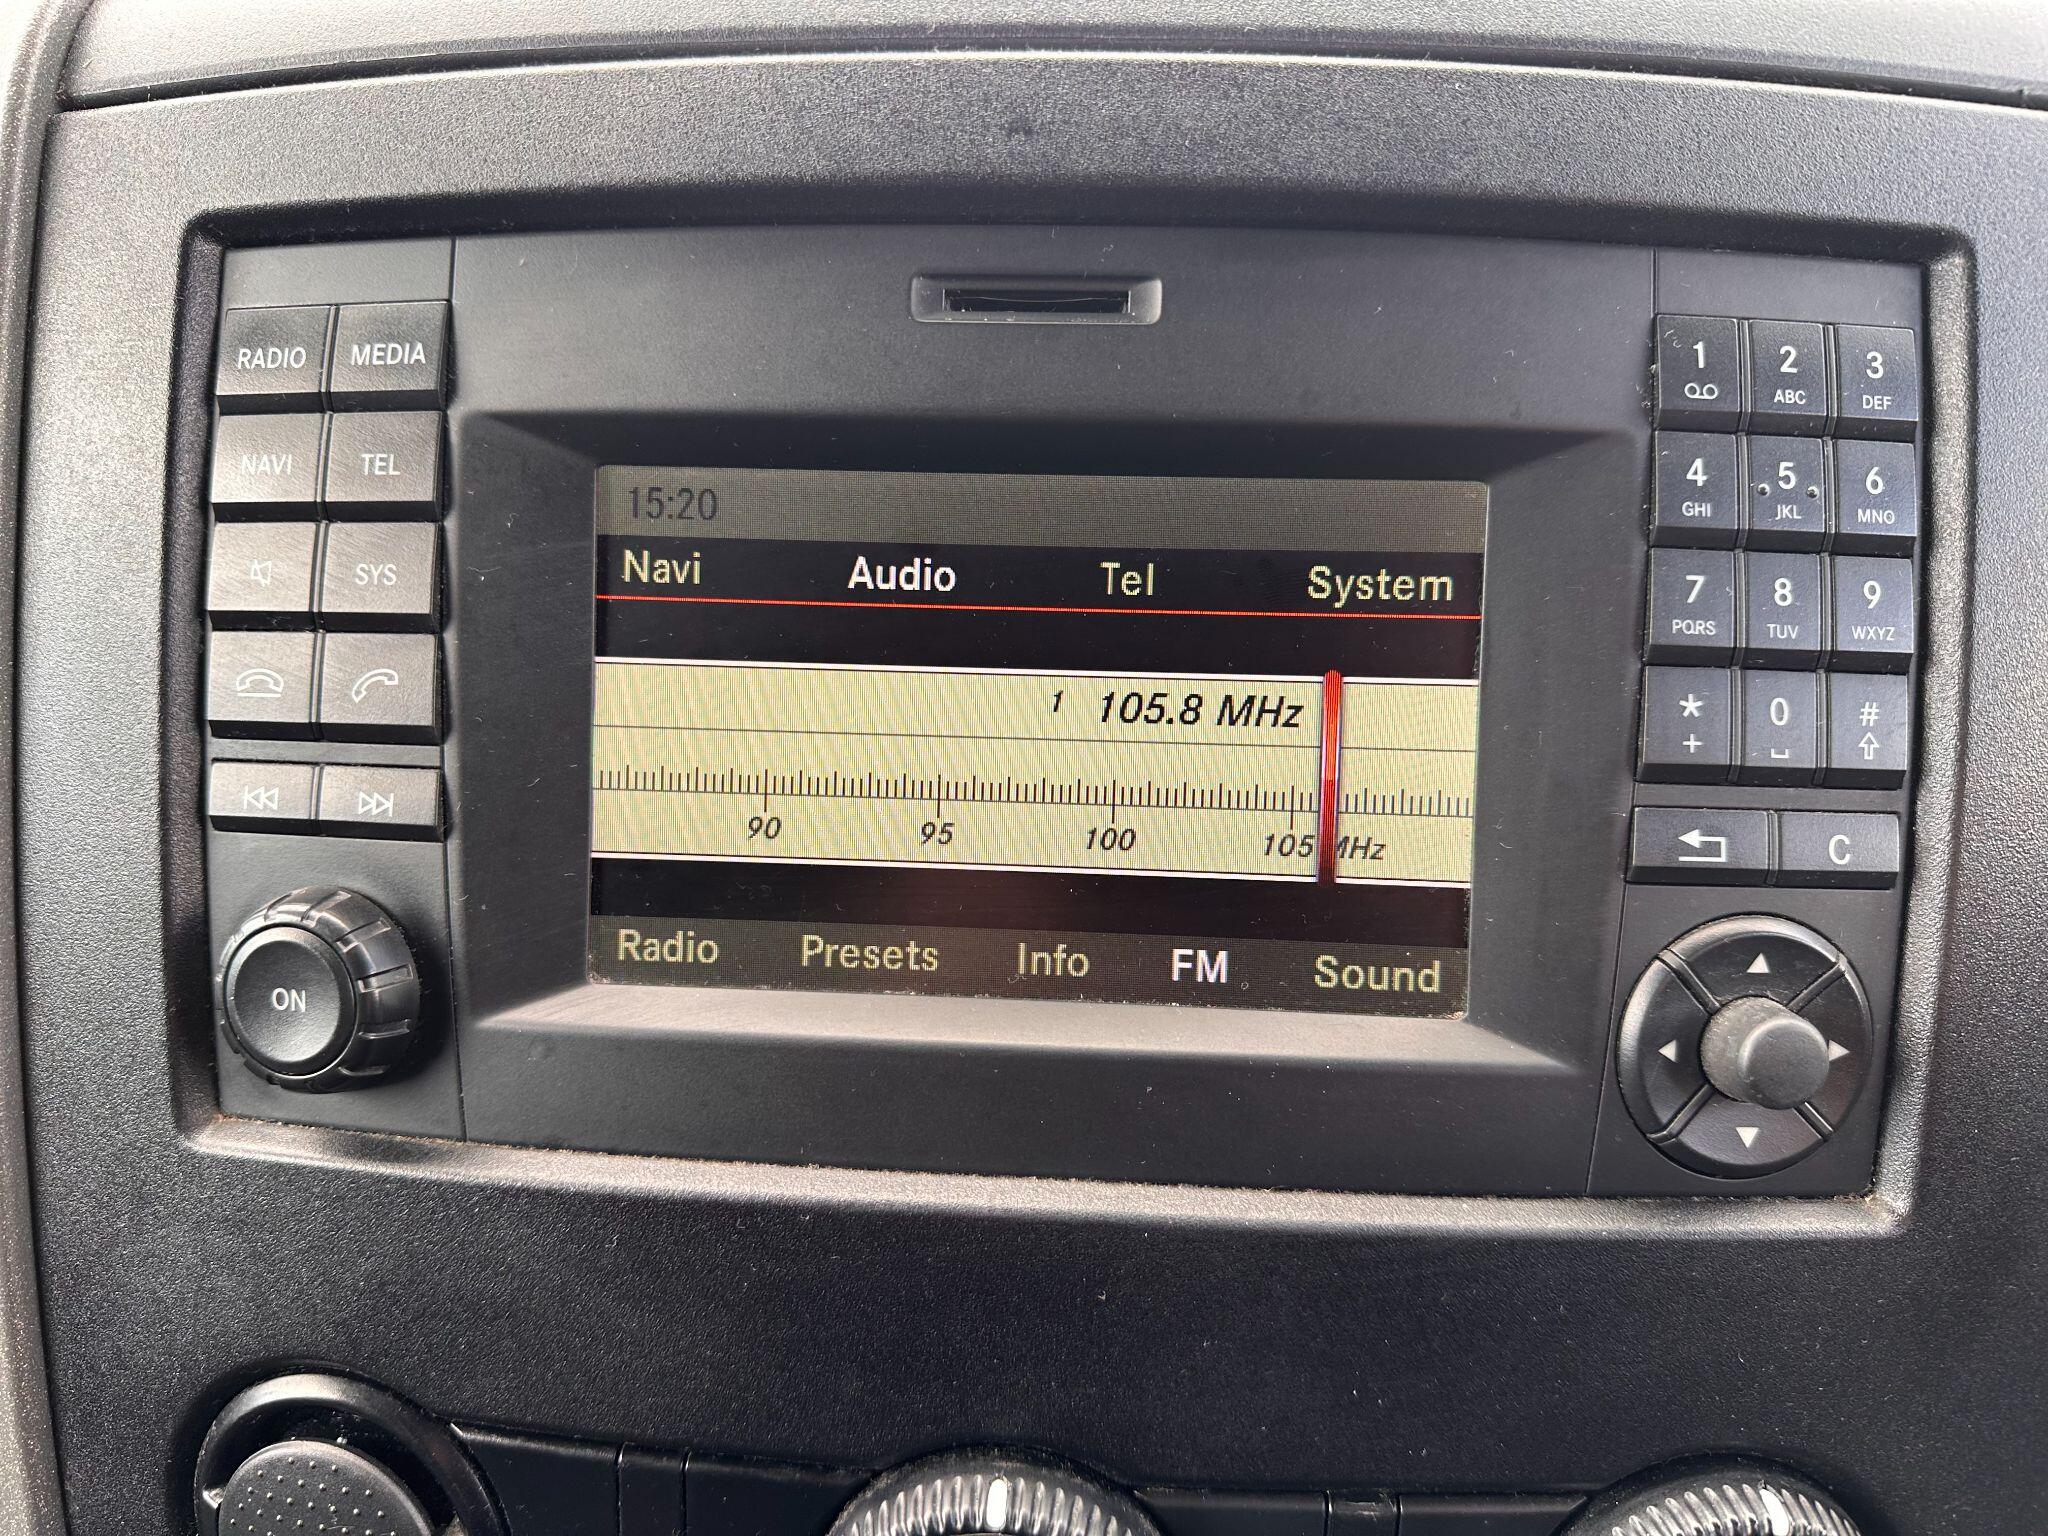 RADIO MEDIA
NAVI TEL
SYS
ON
15:20
Navi Audio Tel System
1 105.8 MHz
90 95 100 105 MHz
Radio Presets Info FM Sound
1 2 3
ABC DEF
4 5 6
GHI JKL MNO
7 8 9
PQRS TUV WXYZ
* 0 #
+
C